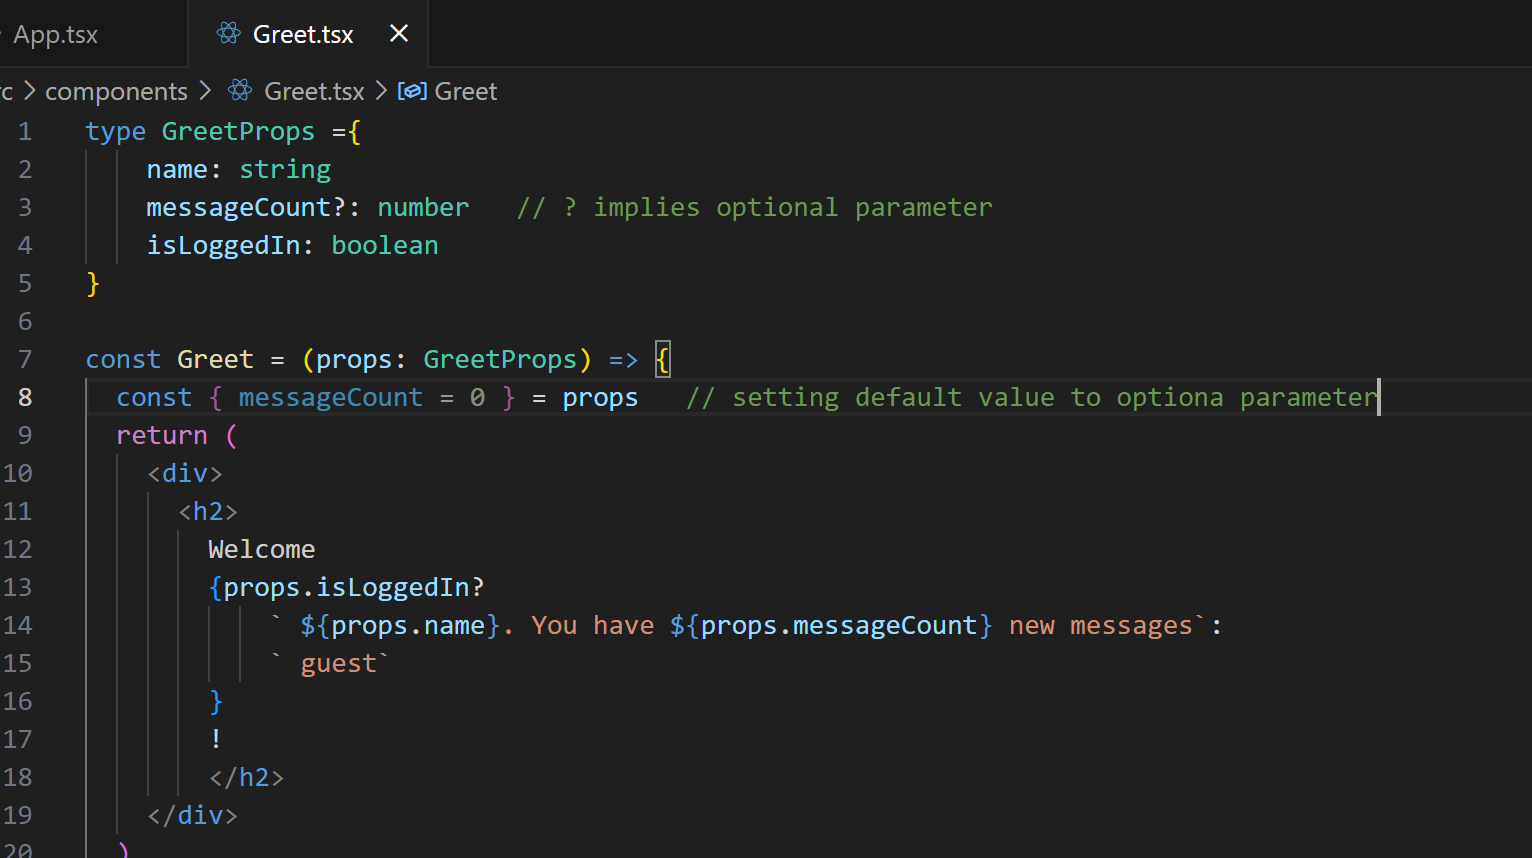 App.tsx
Greet.tsx
rc > components > Greet.tsx > Greet
1 type GreetProps ={
2 name: string
3 messageCount?: number // ? implies optional parameter
4 isLoggedIn: boolean
5 }
6
7 const Greet = (props: GreetProps) => {
8 const { messageCount = 0 } = props // setting default value to optiona parameter
9 return (
10 <div>
11 <h2>
12 Welcome
13 {props.isLoggedIn?
14 ` ${props.name}. You have ${props.messageCount} new messages`:
15 ` guest`
16 }
17 !
18 </h2>
19 </div>
20 )